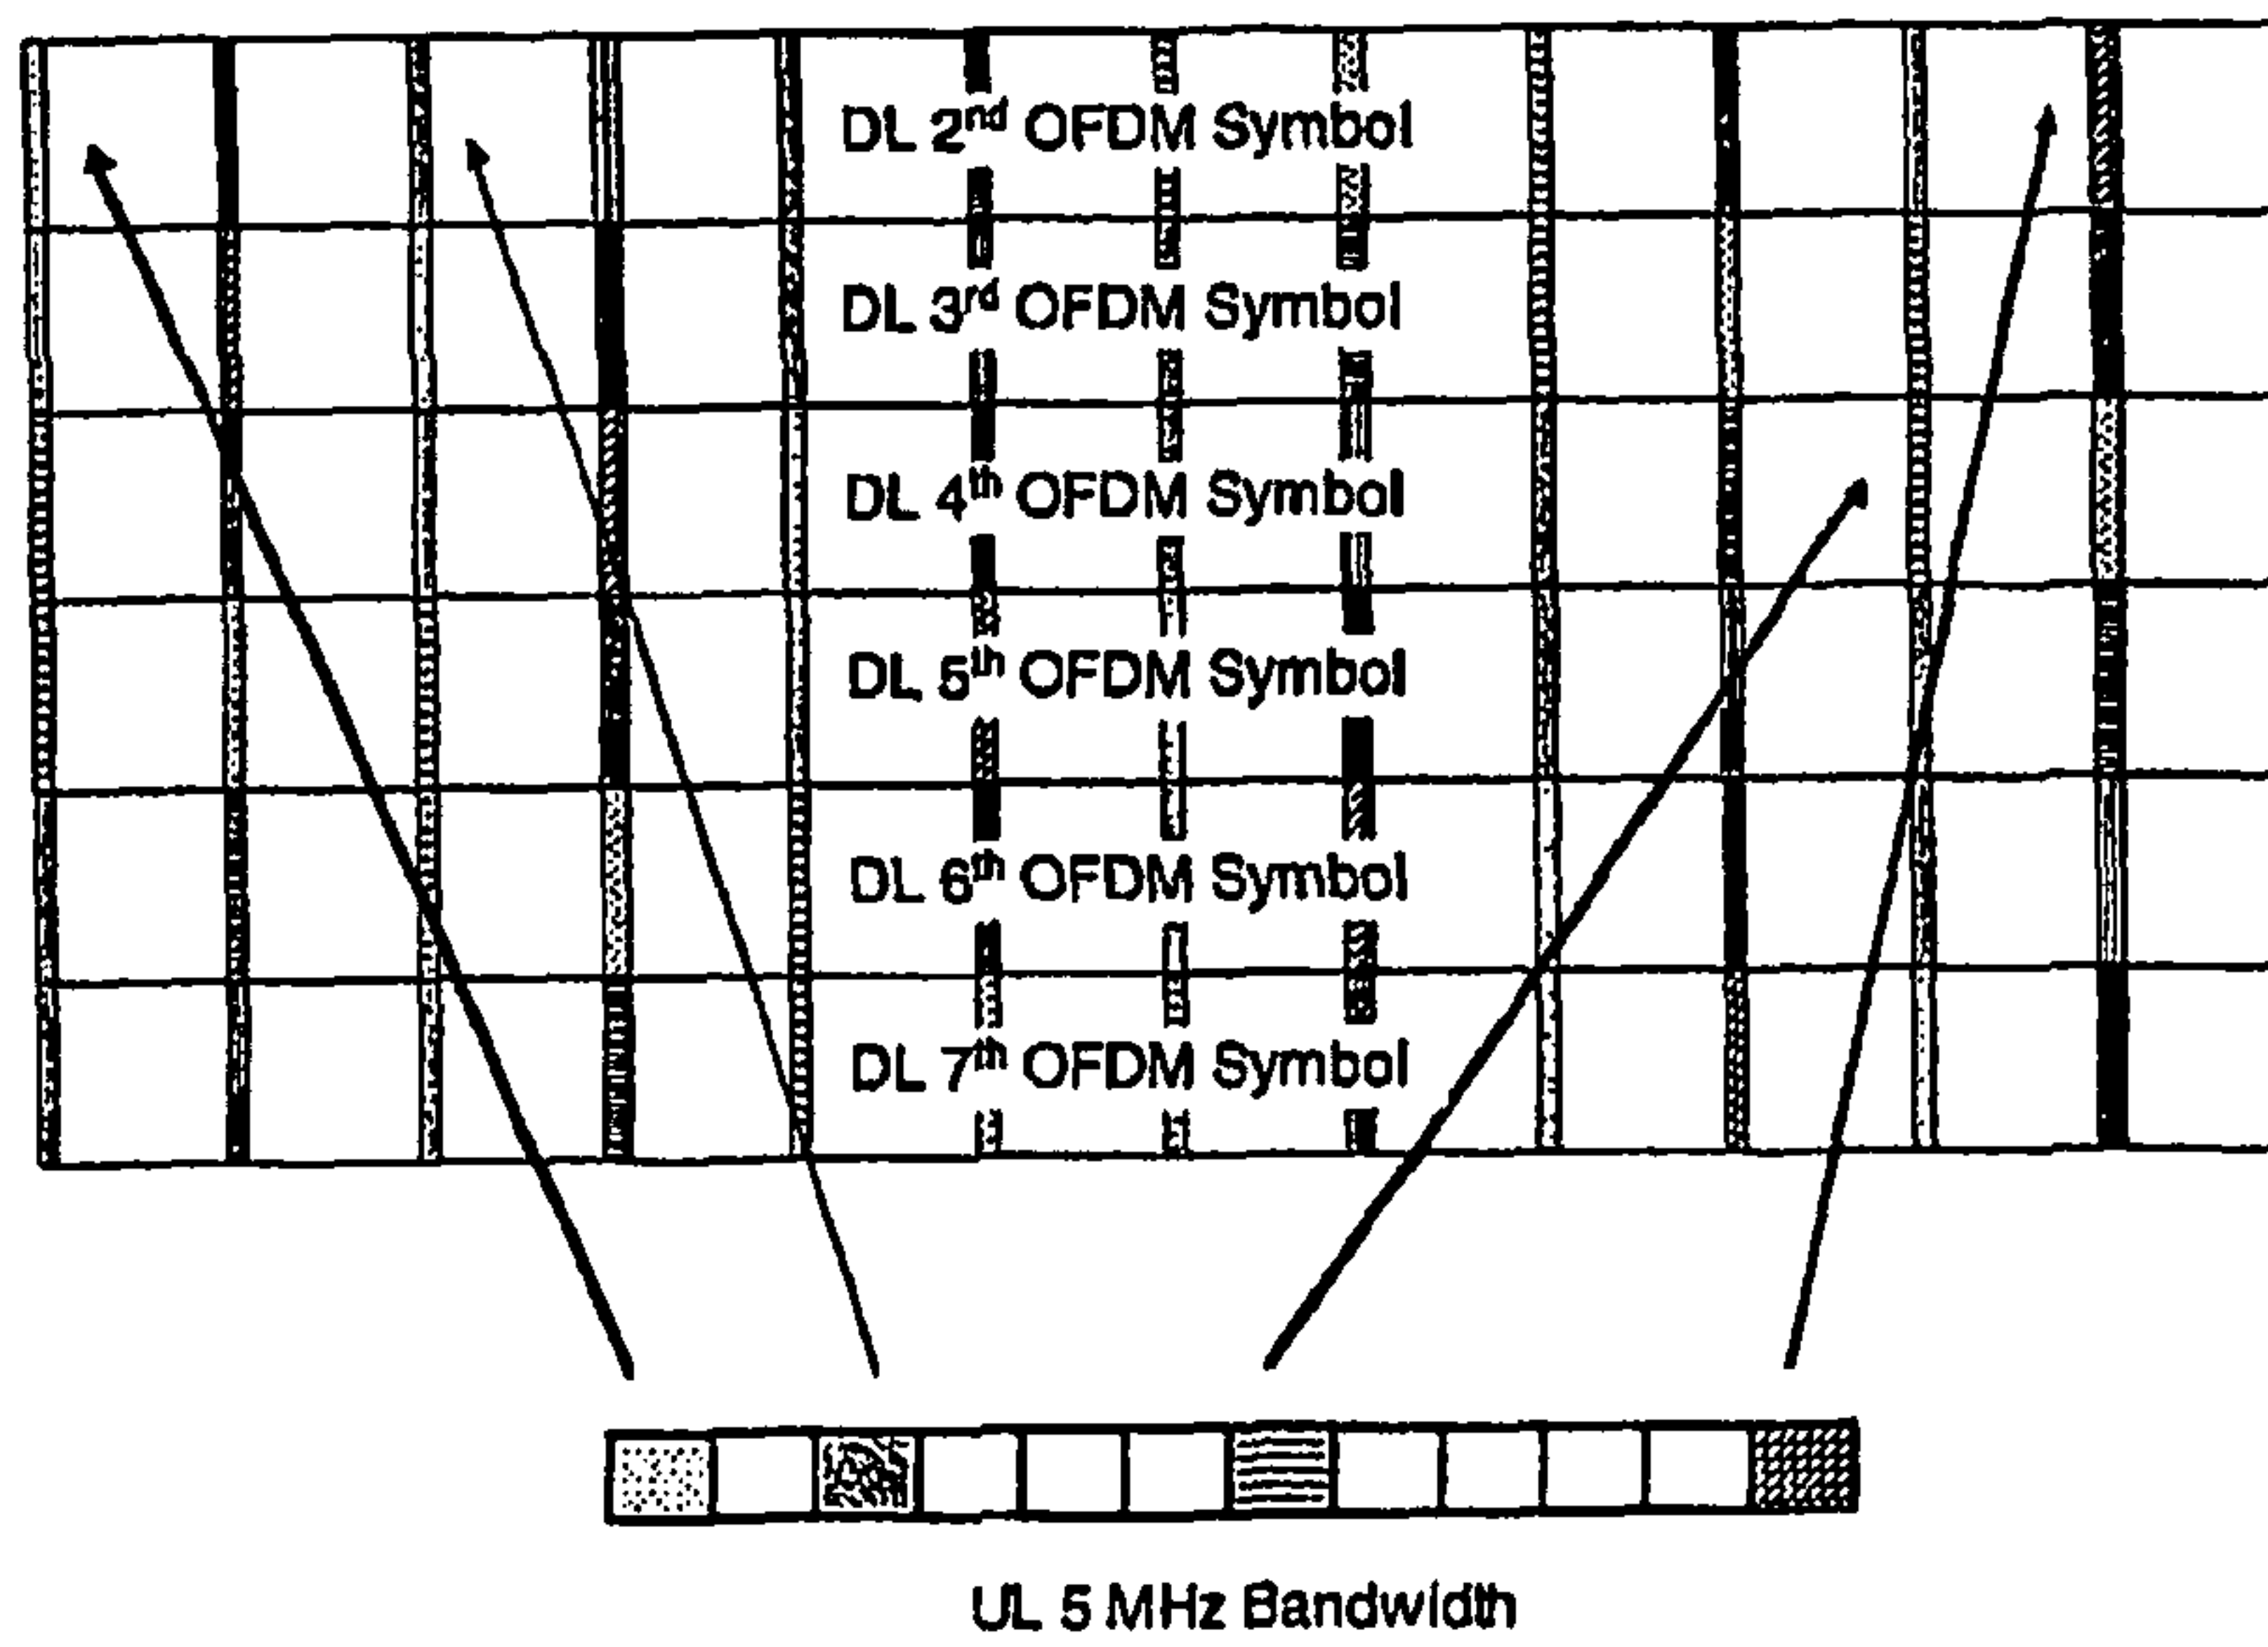 DL 2nd OFDM Symbol
DL 3rd OFDM Symbol
DL 4th OFDM Symbol
DL 5th OFDM Symbol
DL 6th OFDM Symbol
DL 7th OFDM Symbol
UL 5 MHz Bandwidth